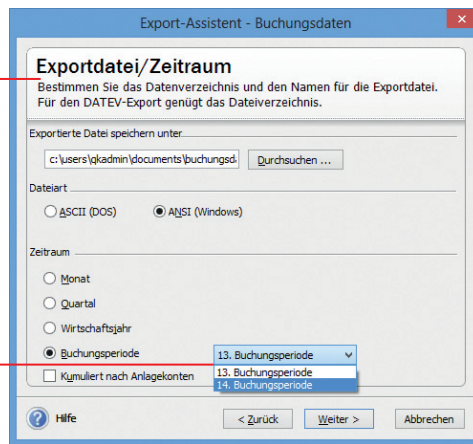 Export-Assistent - Buchungsdaten
Exportdatei/Zeitraum
Bestimmen Sie das Datenverzeichnis und den Namen für die Exportdatei.
Für den DATEV-Export genügt das Dateiverzeichnis.
Exportierte Datei speichern unter
c:\users\qkadmin\documents\buchungsd
Durchsuchen ...
Dateiart
ASCII (DOS)
ANSI (Windows)
Zeitraum
Monat
Quartal
Wirtschaftsjahr
Buchungsperiode
13. Buchungsperiode
13. Buchungsperiode
14. Buchungsperiode
Kumuliert nach Anlagekonten
Hilfe
< Zurück
Weiter >
Abbrechen